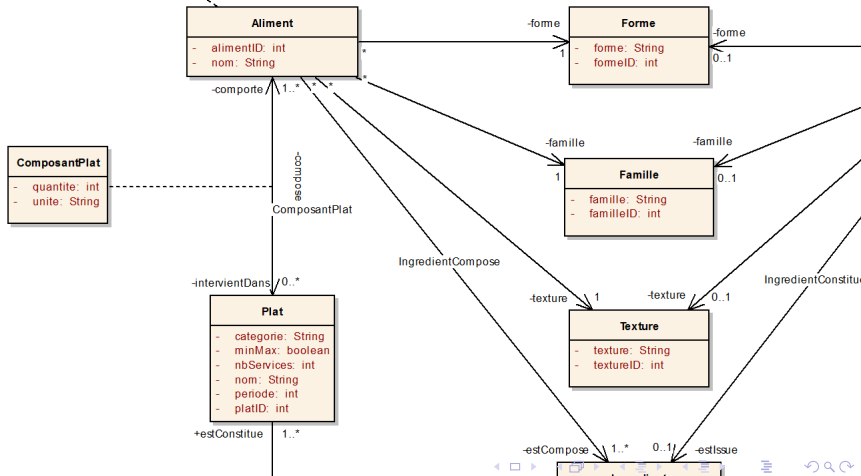 Aliment
- alimentID: int
- nom: String
-forme
1
*
Forme
- forme: String
- formeID: int
-forme
0..1
-comporte
1..*
*
*
*
-famille
1
-famille
0..1
Famille
- famille: String
- familleID: int
ComposantPlat
- quantite: int
- unite: String
-compose
ComposantPlat
IngredientCompose
IngredientConstitue
-intervientDans
0..*
-texture
1
-texture
0..1
Plat
- categorie: String
- minMax: boolean
- nbServices: int
- nom: String
- periode: int
- platID: int
Texture
- texture: String
- textureID: int
+estConstitue
1..*
-estCompose
1..*
0..1
-estIssue